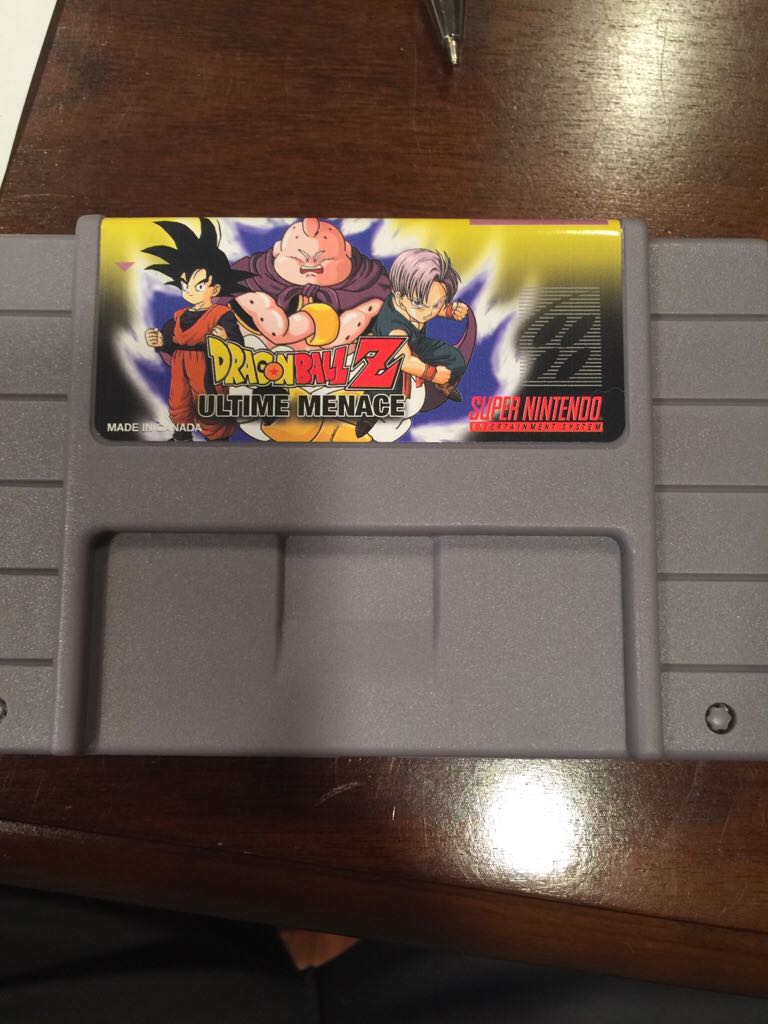 DRAGON BALL Z
ULTIME MENACE
MADE IN CANADA
SUPER NINTENDO
ENTERTAINMENT SYSTEM